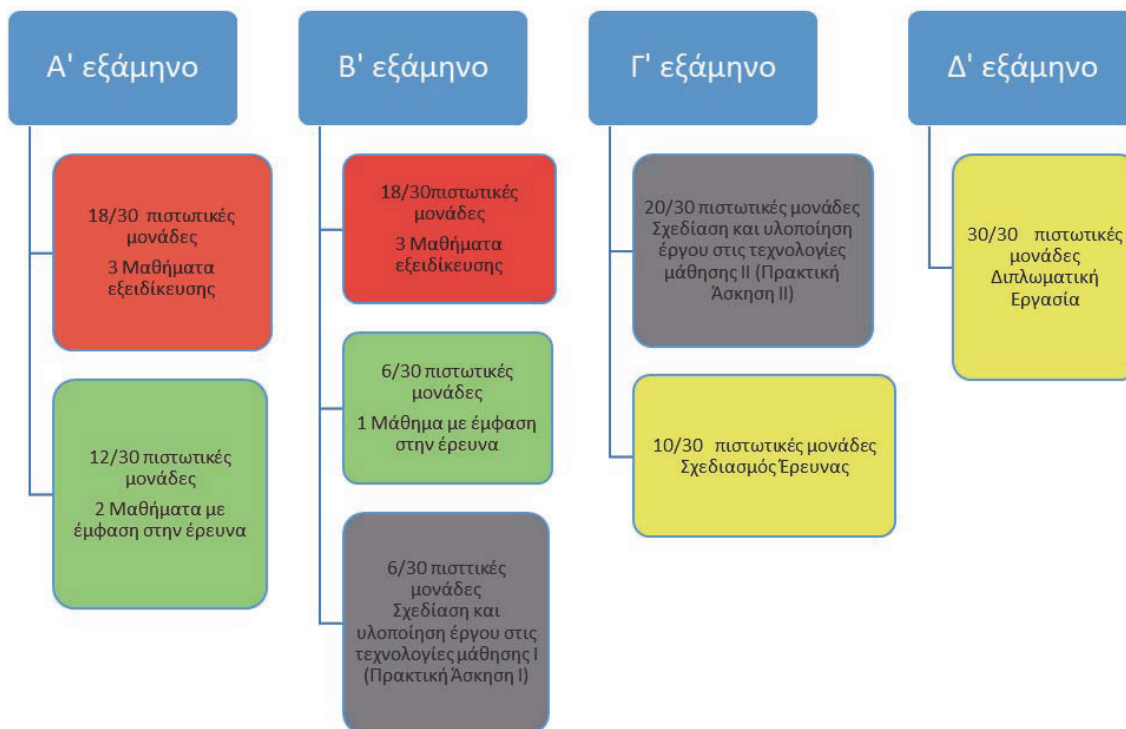 Α' εξάμηνο
18/30 πιστωτικές
μονάδες
3 Μαθήματα
εξειδίκευσης
12/30 πιστωτικές
μονάδες
2 Μαθήματα με
έμφαση στην έρευνα
Β' εξάμηνο
18/30πιστωτικές
μονάδες
3 Μαθήματα
εξειδίκευσης
6/30 πιστωτικές
μονάδες
1 Μάθημα με έμφαση
στην έρευνα
6/30 πισττικές
μονάδες
Σχεδίαση και
υλοποίηση έργου στις
τεχνολογίες μάθησης Ι
(Πρακτική Άσκηση Ι)
Γ' εξάμηνο
20/30 πιστωτικές μονάδες
Σχεδίαση και υλοποίηση
έργου στις τεχνολογίες
μάθησης ΙΙ (Πρακτική
Άσκηση ΙΙ)
10/30 πιστωτικές μονάδες
Σχεδιασμός Έρευνας
Δ' εξάμηνο
30/30 πιστωτικές
μονάδες
Διπλωματική
Εργασία